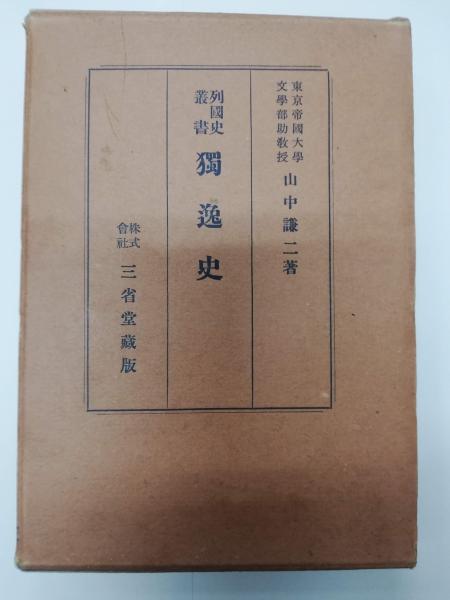 東京帝國大學
文學部助教授
山中謙二著
列國史
叢書
獨逸史
株式
會社
三省堂藏版